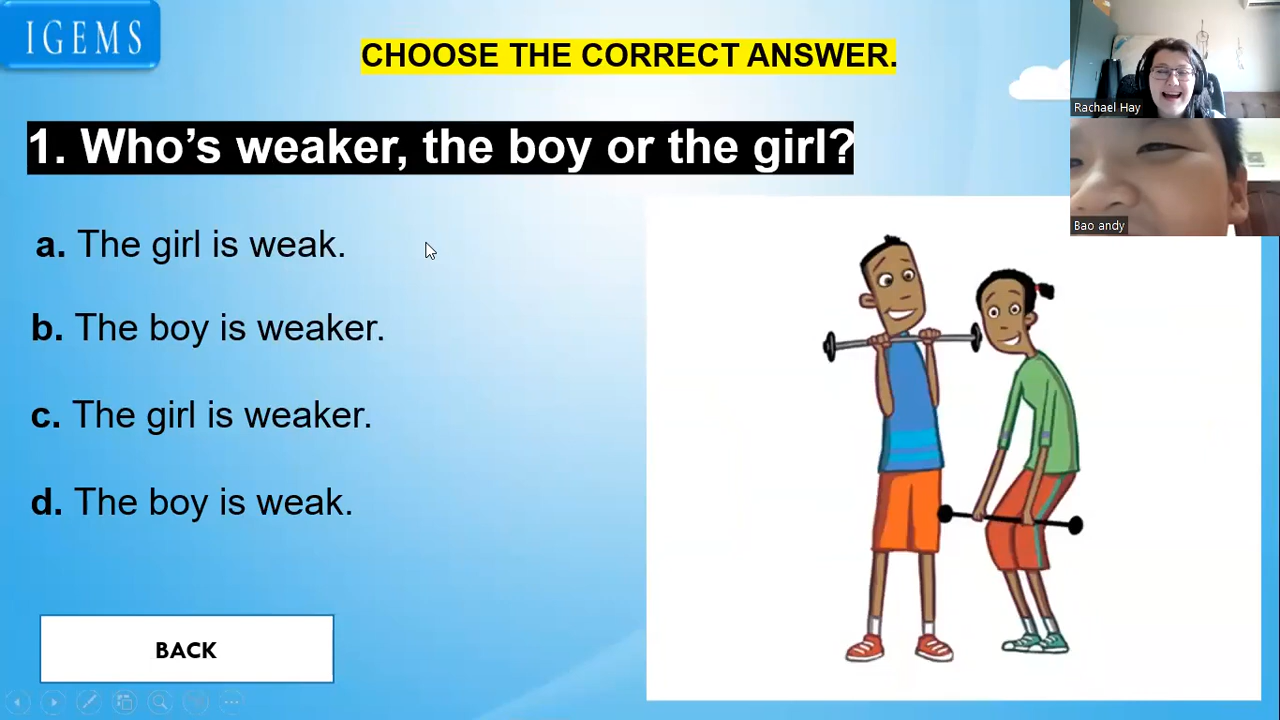 IGEMS
CHOOSE THE CORRECT ANSWER.
Rachael Hay
1. Who's weaker, the boy or the girl?
Bao andy
a. The girl is weak.
b. The boy is weaker.
c. The girl is weaker.
d. The boy is weak.
BACK